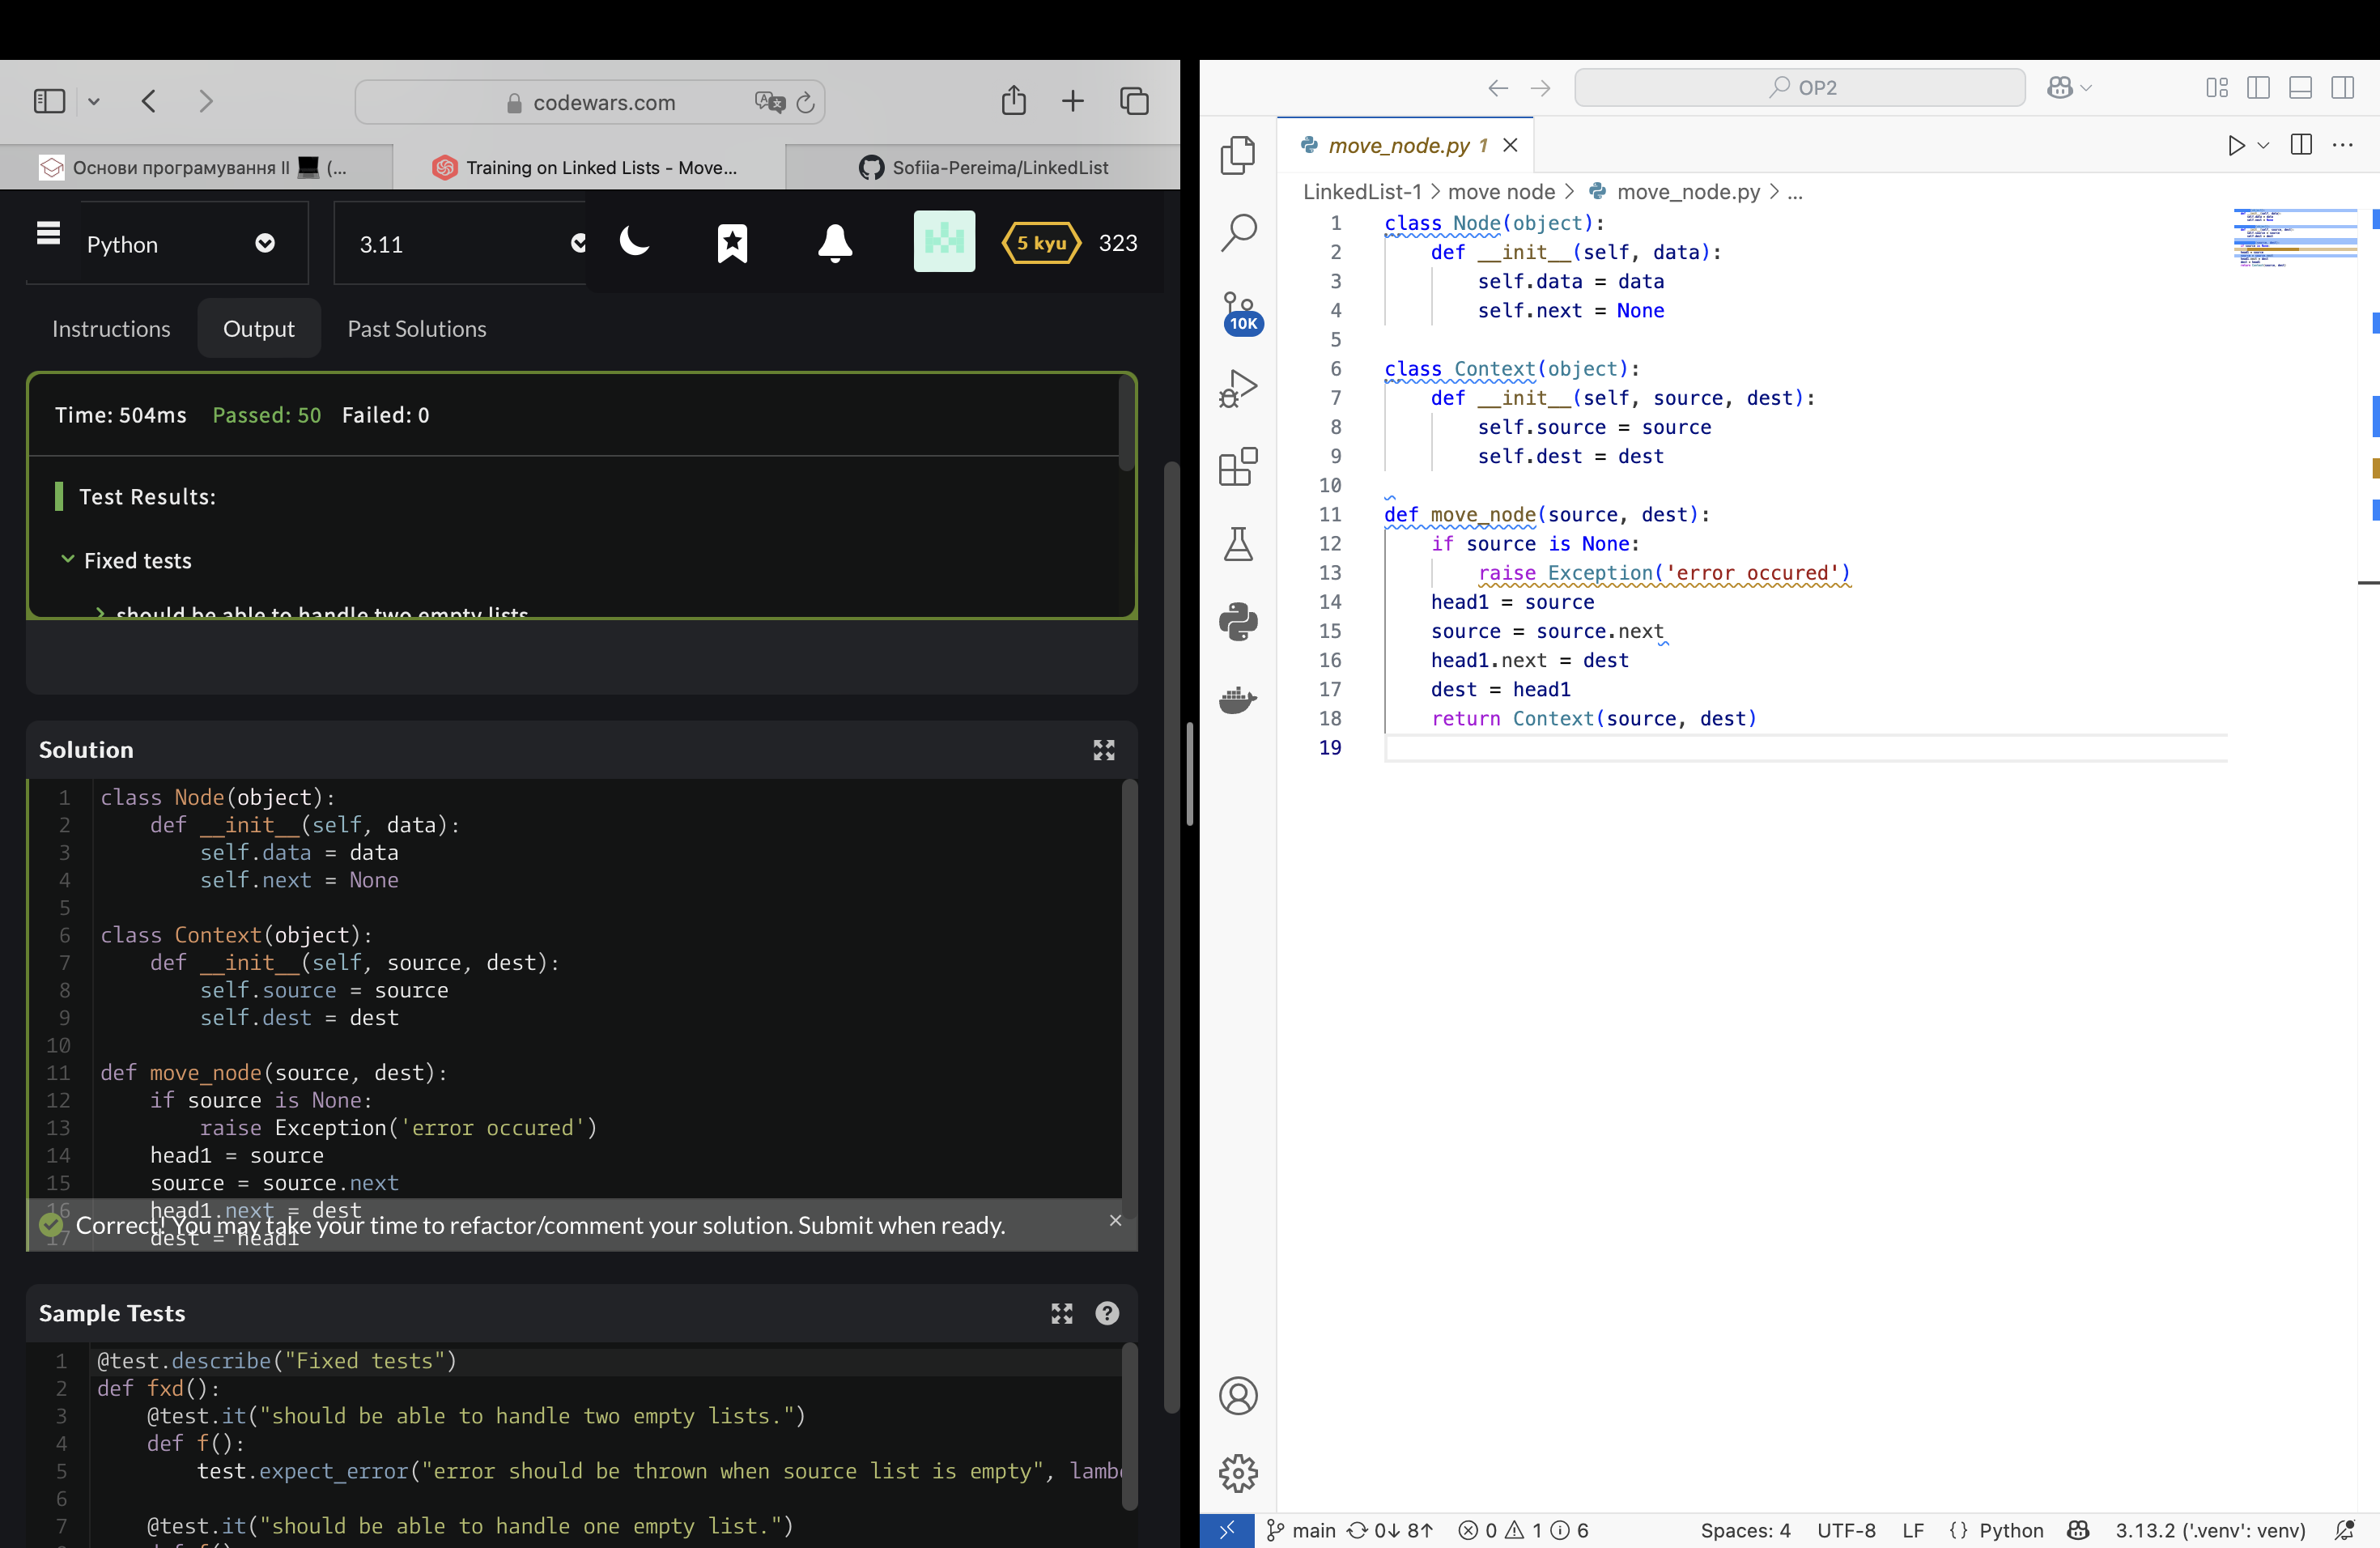 codewars.com
Основи програмування II 💻 (...
Training on Linked Lists - Move...
Sofiia-Pereima/LinkedList
Python
3.11
5 kyu
323
Instructions
Output
Past Solutions
Time: 504ms Passed: 50 Failed: 0
Test Results:
Fixed tests
should be able to handle two empty lists
Solution
1 class Node(object):
2 def __init__(self, data):
3 self.data = data
4 self.next = None
5
6 class Context(object):
7 def __init__(self, source, dest):
8 self.source = source
9 self.dest = dest
10
11 def move_node(source, dest):
12 if source is None:
13 raise Exception('error occured')
14 head1 = source
15 source = source.next
16 head1.next = dest
17 dest = head1
Correct! You may take your time to refactor/comment your solution. Submit when ready.
Sample Tests
1 @test.describe("Fixed tests")
2 def fxd():
3 @test.it("should be able to handle two empty lists.")
4 def f():
5 test.expect_error("error should be thrown when source list is empty", lamb
6
7 @test.it("should be able to handle one empty list.")
OP2
move_node.py 1
LinkedList-1 > move node > move_node.py > ...
10K
1 class Node(object):
2 def __init__(self, data):
3 self.data = data
4 self.next = None
5
6 class Context(object):
7 def __init__(self, source, dest):
8 self.source = source
9 self.dest = dest
10
11 def move_node(source, dest):
12 if source is None:
13 raise Exception('error occured')
14 head1 = source
15 source = source.next
16 head1.next = dest
17 dest = head1
18 return Context(source, dest)
19
main 0↓ 8↑ 0 1 6
Spaces: 4 UTF-8 LF {} Python 3.13.2 ('.venv': venv)